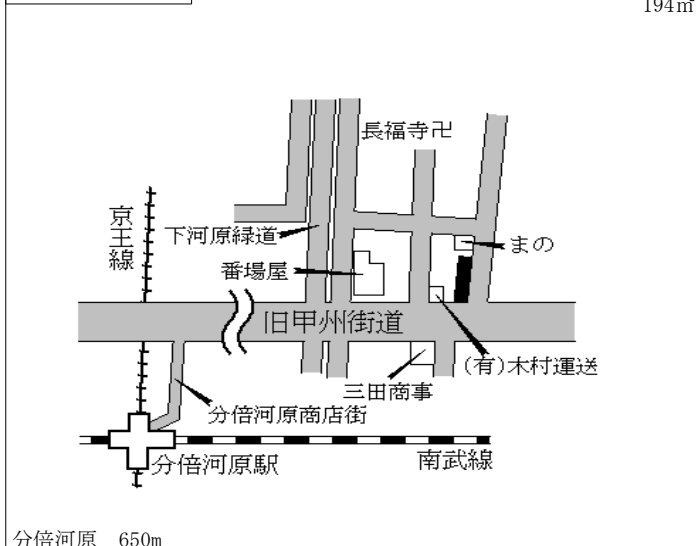 194m
長福寺卍
京王線
下河原緑道
まの
番場屋
旧甲州街道
(有)木村運送
三田商事
分倍河原商店街
分倍河原駅
南武線
分倍河原 650m